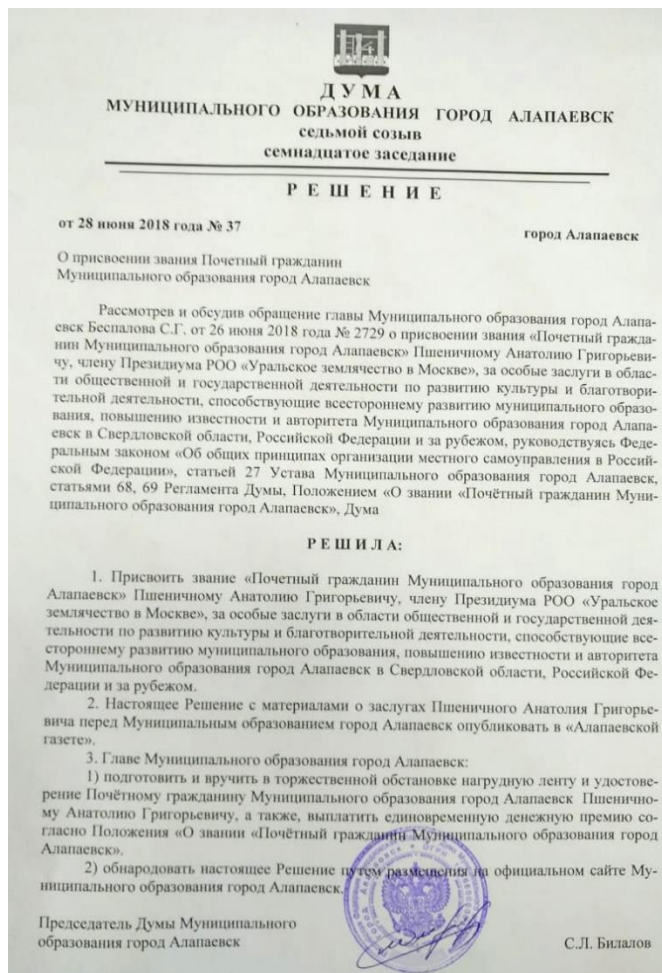 ДУМА
МУНИЦИПАЛЬНОГО ОБРАЗОВАНИЯ ГОРОД АЛАПАЕВСК
седьмой созыв
семнадцатое заседание
РЕШЕНИЕ
от 28 июня 2018 года № 37
город Алапаевск
О присвоении звания Почетный гражданин
Муниципального образования город Алапаевск
Рассмотрев и обсудив обращение главы Муниципального образования город Алапа-
евск Беспалова С.Г. от 26 июня 2018 года № 2729 о присвоении звания «Почетный гражда-
нин Муниципального образования город Алапаевск» Пшеничному Анатолию Григорьеви-
чу, члену Президиума РОО «Уральское землячество в Москве», за особые заслуги в облас-
ти общественной и государственной деятельности по развитию культуры и благотвори-
тельной деятельности, способствующие всестороннему развитию муниципального образо-
вания, повышению известности и авторитета Муниципального образования город Алапа-
евск в Свердловской области, Российской Федерации и за рубежом, руководствуясь Феде-
ральным законом «Об общих принципах организации местного самоуправления в Россий-
ской Федерации», статьей 27 Устава Муниципального образования город Алапаевск,
статьями 68, 69 Регламента Думы, Положением «О звании «Почётный гражданин Муни-
ципального образования город Алапаевск», Дума
РЕШИЛА:
1. Присвоить звание «Почетный гражданин Муниципального образования город
Алапаевск» Пшеничному Анатолию Григорьевичу, члену Президиума РОО «Уральское
землячество в Москве», за особые заслуги в области общественной и государственной дея-
тельности по развитию культуры и благотворительной деятельности, способствующие все-
стороннему развитию муниципального образования, повышению известности и авторитета
Муниципального образования город Алапаевск в Свердловской области, Российской Фе-
дерации и за рубежом.
2. Настоящее Решение с материалами о заслугах Пшеничного Анатолия Григорье-
вича перед Муниципальным образованием город Алапаевск опубликовать в «Алапаевской
газете».
3. Главе Муниципального образования город Алапаевск:
1) подготовить и вручить в торжественной обстановке нагрудную ленту и удостове-
рение Почётному гражданину Муниципального образования город Алапаевск Пшенично-
му Анатолию Григорьевичу, а также, выплатить единовременную денежную премию со-
гласно Положения «О звании «Почётный гражданин Муниципального образования город
Алапаевск».
2) обнародовать настоящее Решение путем размещения на официальном сайте Му-
ниципального образования город Алапаевск.
Председатель Думы Муниципального
образования город Алапаевск
С.Л. Билалов